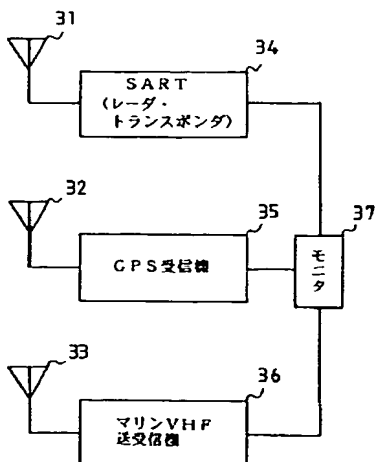 31
34
SART
(レーダ・
トランスポンダ)
32
35
37
GPS受信機
モニタ
33
36
マリンVHF
送受信機